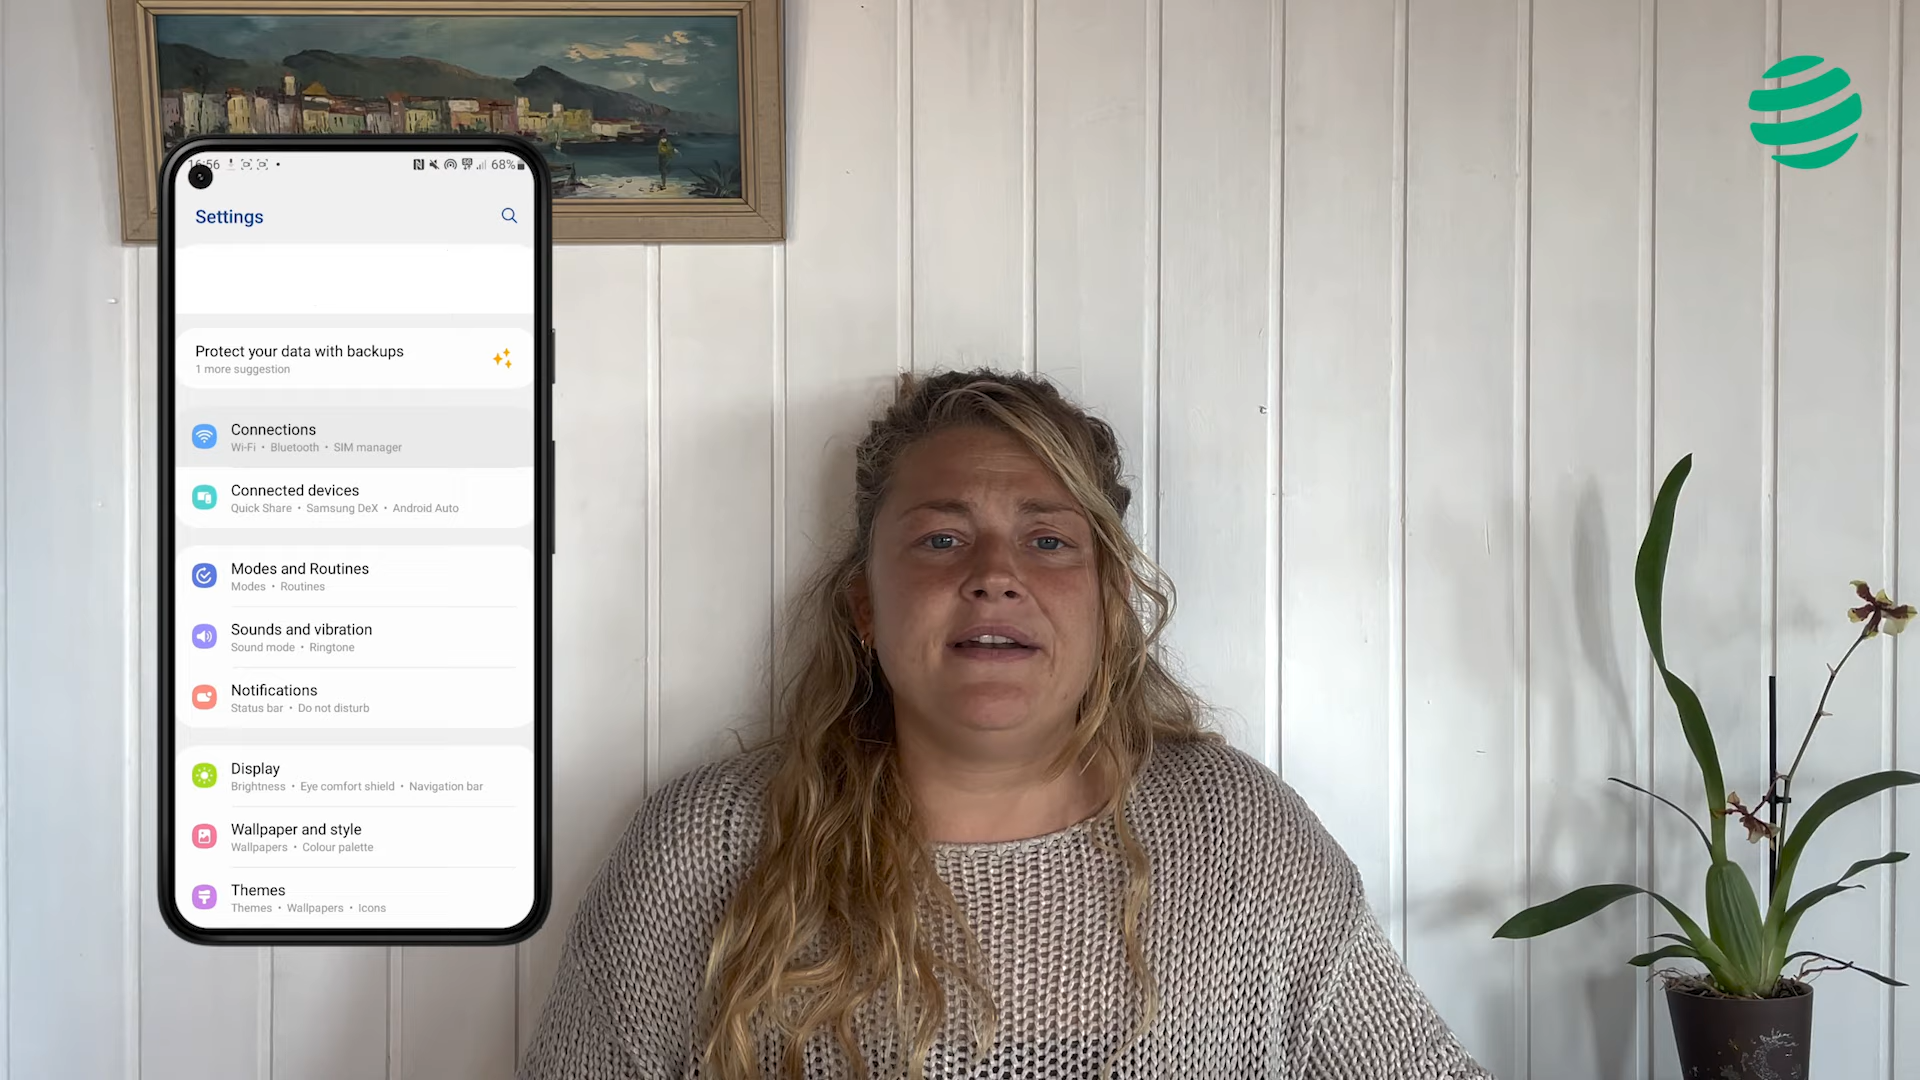 16:56
68%
Settings
Protect your data with backups
1 more suggestion
Connections
Wi-Fi • Bluetooth • SIM manager
Connected devices
Quick Share • Samsung DeX • Android Auto
Modes and Routines
Modes • Routines
Sounds and vibration
Sound mode • Ringtone
Notifications
Status bar • Do not disturb
Display
Brightness • Eye comfort shield • Navigation bar
Wallpaper and style
Wallpapers • Colour palette
Themes
Themes • Wallpapers • Icons